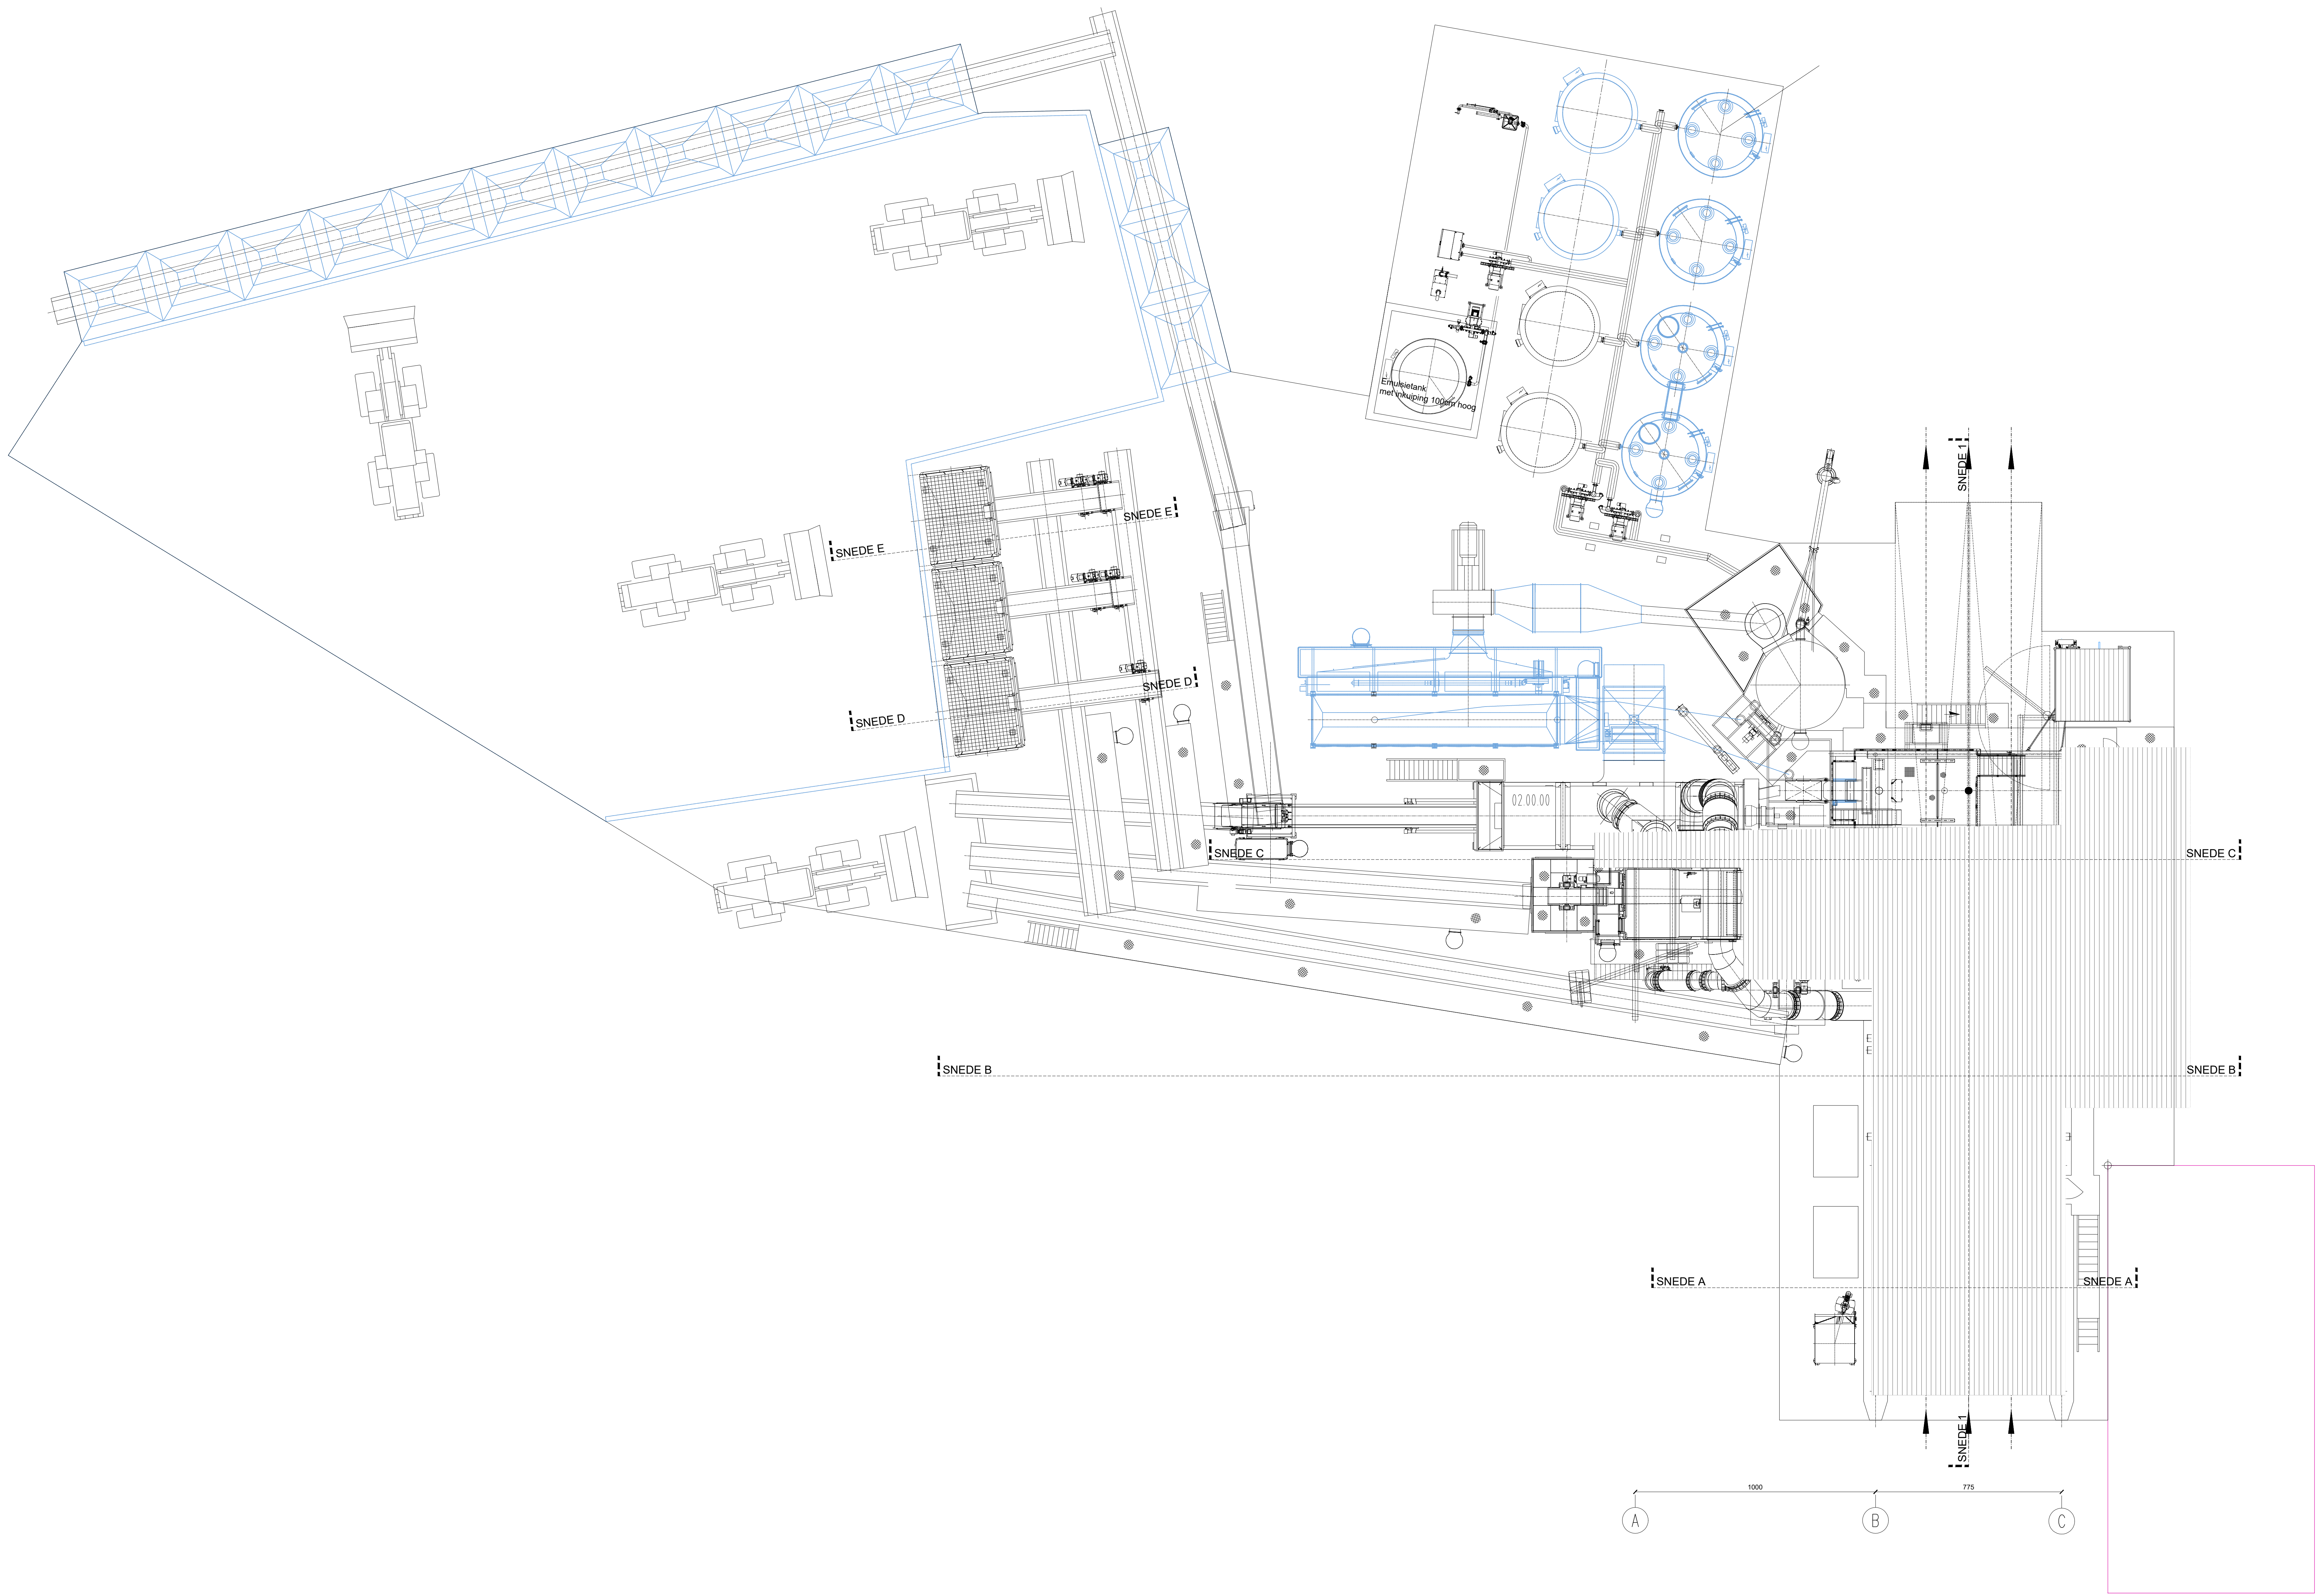 SNEDE 1
Emulsietank
met inkuiping 100cm hoog
SNEDE E
SNEDE E
SNEDE D
SNEDE D
02.00.00
SNEDE C
SNEDE C
SNEDE B
SNEDE B
SNEDE A
SNEDE A
SNEDE 1
1000
775
A
B
C